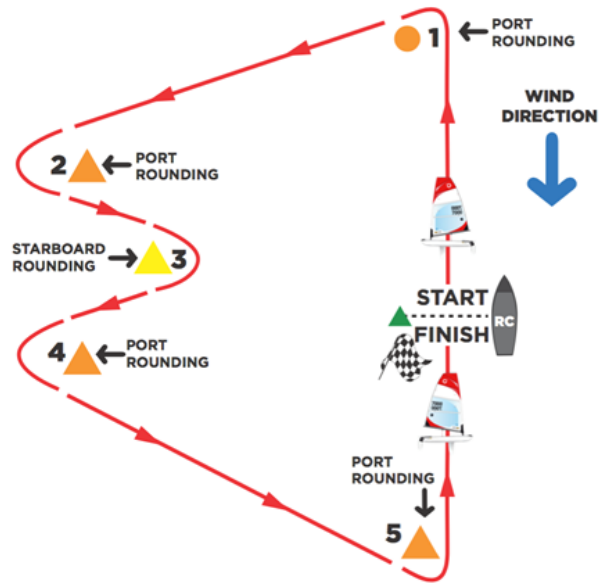 1
PORT
ROUNDING
WIND
DIRECTION
2
PORT
ROUNDING
STARBOARD
ROUNDING
3
START
RC
FINISH
4
PORT
ROUNDING
PORT
ROUNDING
5